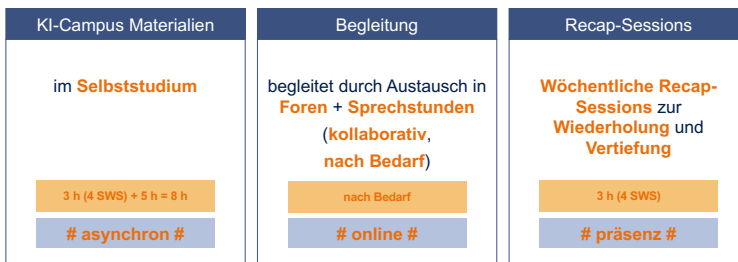 KI-Campus Materialien
im Selbststudium
3 h (4 SWS) + 5 h = 8 h
# asynchron #
Begleitung
begleitet durch Austausch in
Foren + Sprechstunden
(kollaborativ,
nach Bedarf)
nach Bedarf
# online #
Recap-Sessions
Wöchentliche Recap-
Sessions zur
Wiederholung und
Vertiefung
3 h (4 SWS)
# präsenz #